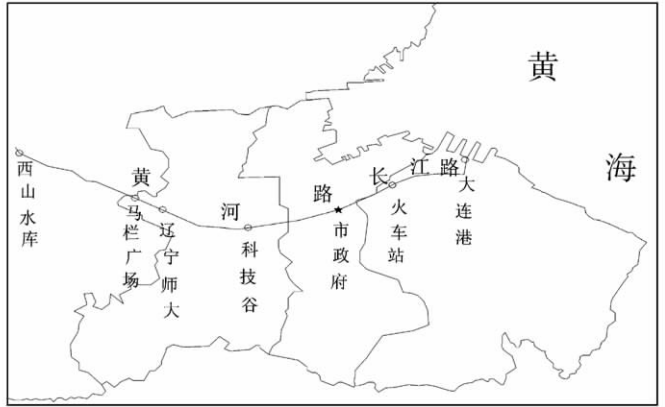 黄海
西山水库
黄河路
长江路
马栏广场
辽宁师大
科技谷
市政府
火车站
大连港